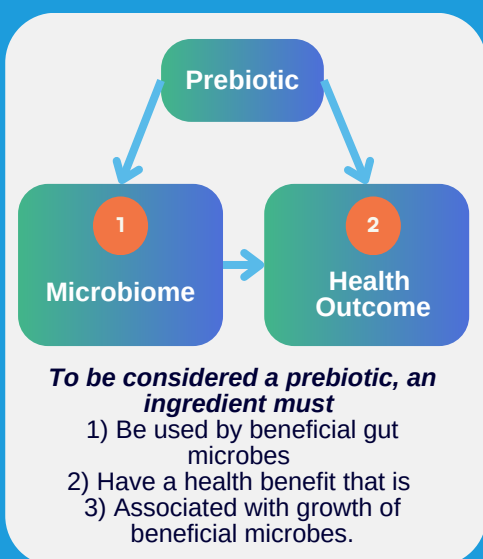 Prebiotic
1
2
Microbiome
Health
Outcome
To be considered a prebiotic, an
ingredient must
1) Be used by beneficial gut
microbes
2) Have a health benefit that is
3) Associated with growth of
beneficial microbes.